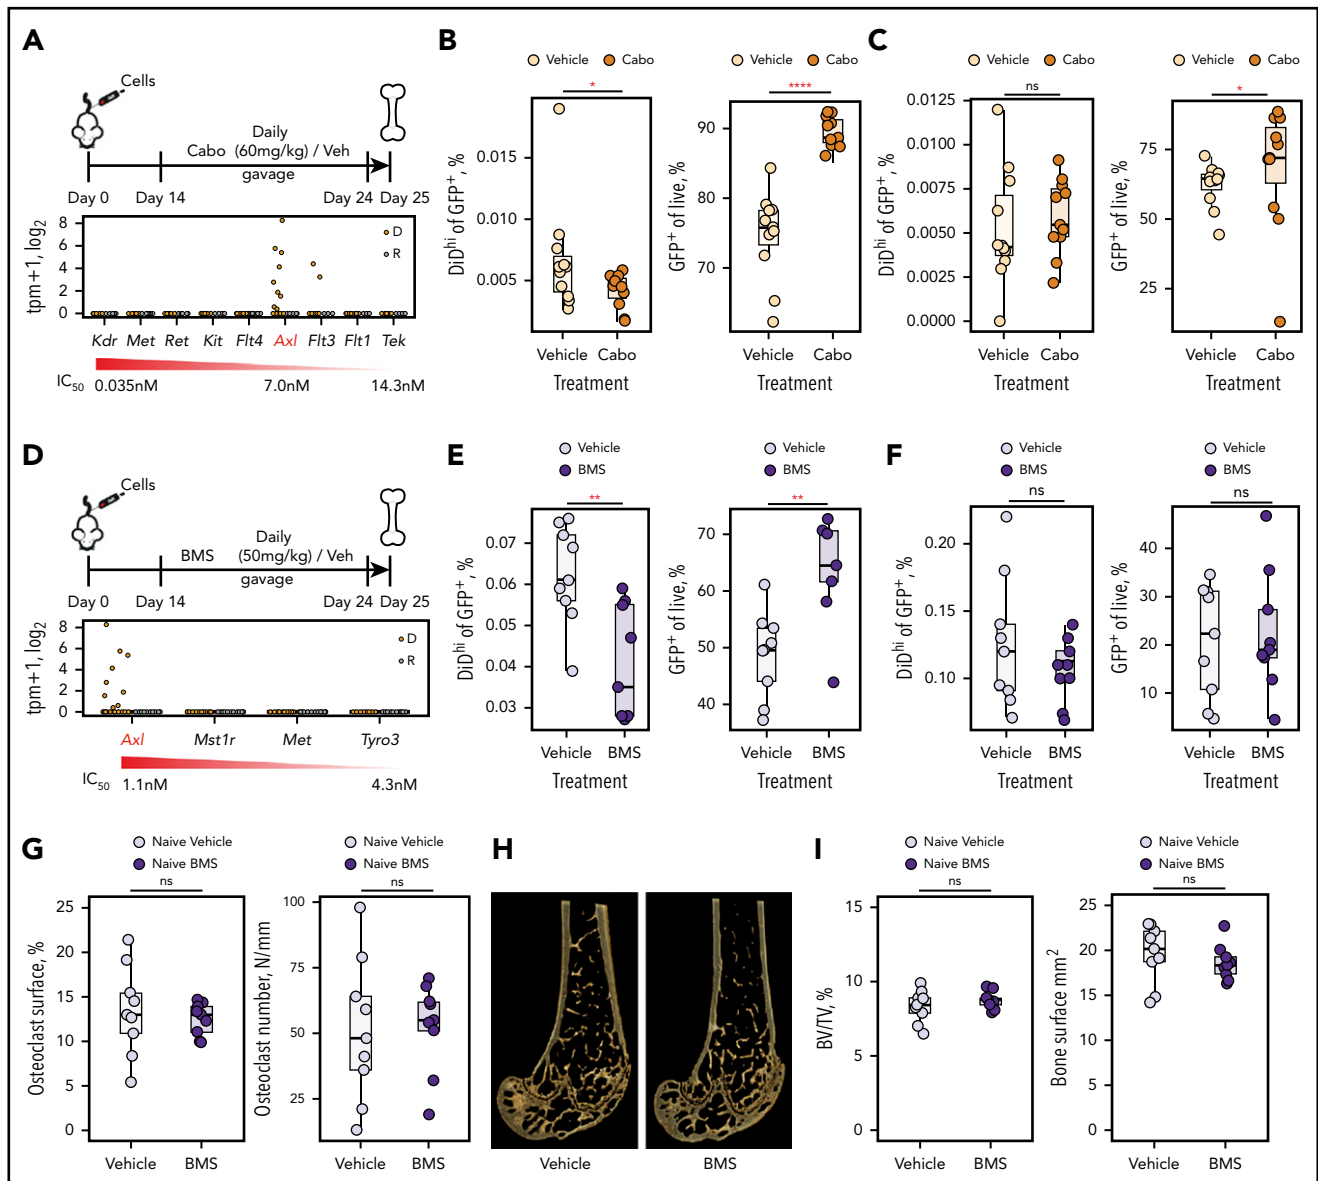 A
Cells
Daily
Cabo (60mg/kg) / Veh
gavage
Day 0 Day 14 Day 24 Day 25
tpm+1, log2
8
6
4
2
0
D
R
Kdr Met Ret Kit Flt4 Axl Flt3 Flt1 Tek
IC50 0.035nM 7.0nM 14.3nM
B
Vehicle Cabo
*
DiDhi of GFP+, %
0.015
0.010
0.005
Vehicle Cabo
Treatment
Vehicle Cabo
****
GFP+ of live, %
90
80
70
Vehicle Cabo
Treatment
C
Vehicle Cabo
ns
DiDhi of GFP+, %
0.0125
0.0100
0.0075
0.0050
0.0025
0.0000
Vehicle Cabo
Treatment
Vehicle Cabo
*
GFP+ of live, %
75
50
25
Vehicle Cabo
Treatment
D
Cells
Daily
BMS (50mg/kg) / Veh
gavage
Day 0 Day 14 Day 24 Day 25
tpm+1, log2
8
6
4
2
0
D
R
Axl Mst1r Met Tyro3
IC50 1.1nM 4.3nM
E
Vehicle
BMS
**
DiDhi of GFP+, %
0.07
0.06
0.05
0.04
0.03
Vehicle BMS
Treatment
Vehicle
BMS
**
GFP+ of live, %
70
60
50
40
Vehicle BMS
Treatment
F
Vehicle
BMS
ns
DiDhi of GFP+, %
0.20
0.15
0.10
Vehicle BMS
Treatment
Vehicle
BMS
ns
GFP+ of live, %
40
30
20
10
Vehicle BMS
Treatment
G
Naive Vehicle
Naive BMS
ns
Osteoclast surface, %
25
20
15
10
5
0
Vehicle BMS
Naive Vehicle
Naive BMS
ns
Osteoclast number, N/mm
100
75
50
25
Vehicle BMS
H
Vehicle BMS
I
Naive Vehicle
Naive BMS
ns
BV/TV, %
15
10
5
0
Vehicle BMS
Naive Vehicle
Naive BMS
ns
Bone surface mm2
25
20
15
10
5
0
Vehicle BMS